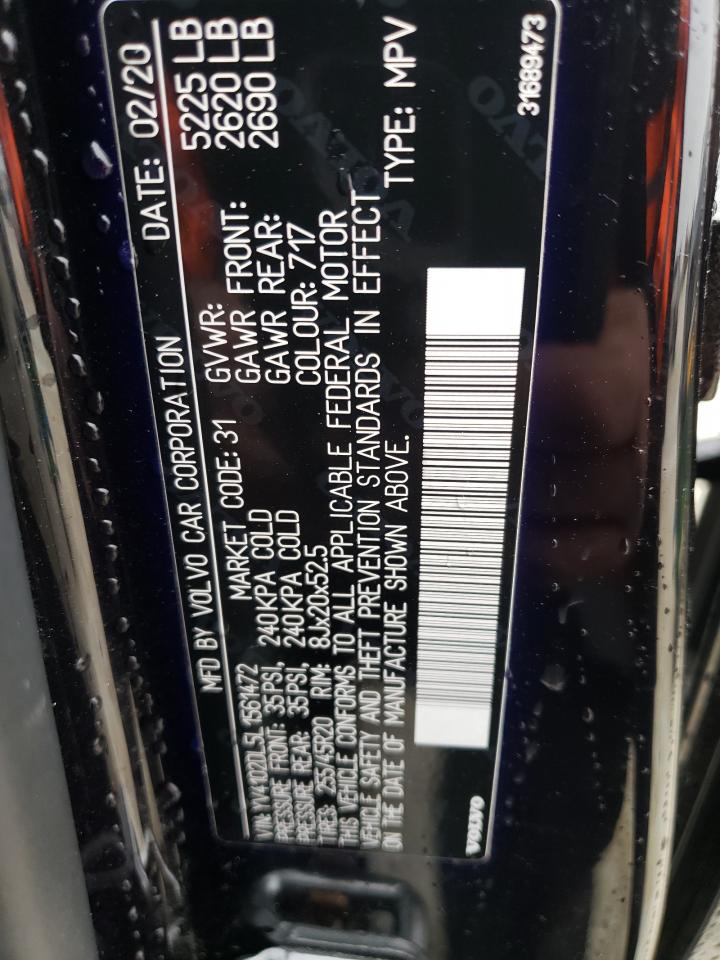 MFD BY VOLVO CAR CORPORATION DATE: 02/20
MARKET CODE: 31 GVWR: 5225 LB
GAWR FRONT: 2620 LB
GAWR REAR: 2690 LB
COLOUR: 717
VIN:
PRESSURE FRONT: 35PSI, 240KPA COLD
PRESSURE REAR: 35PSI, 240KPA COLD
TIRES: 255/45R20 RIM: 8Jx20x52.5
THIS VEHICLE CONFORMS TO ALL APPLICABLE FEDERAL MOTOR
VEHICLE SAFETY AND THEFT PREVENTION STANDARDS IN EFFECT
ON THE DATE OF MANUFACTURE SHOWN ABOVE. TYPE: MPV
VOLVO 31689473